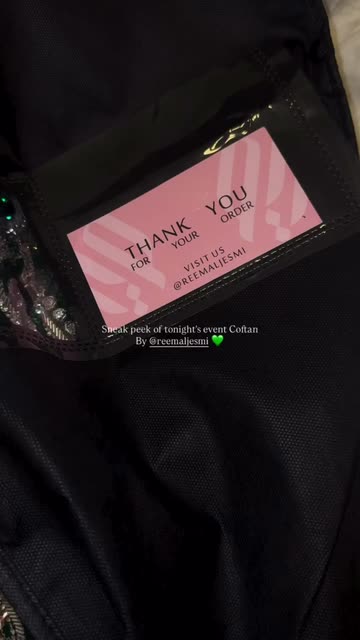 THANK YOU
FOR YOUR ORDER
VISIT US
@REEMALJESMI
Sneak peek of tonight's event Coftan
By @reemaljesmi 💚